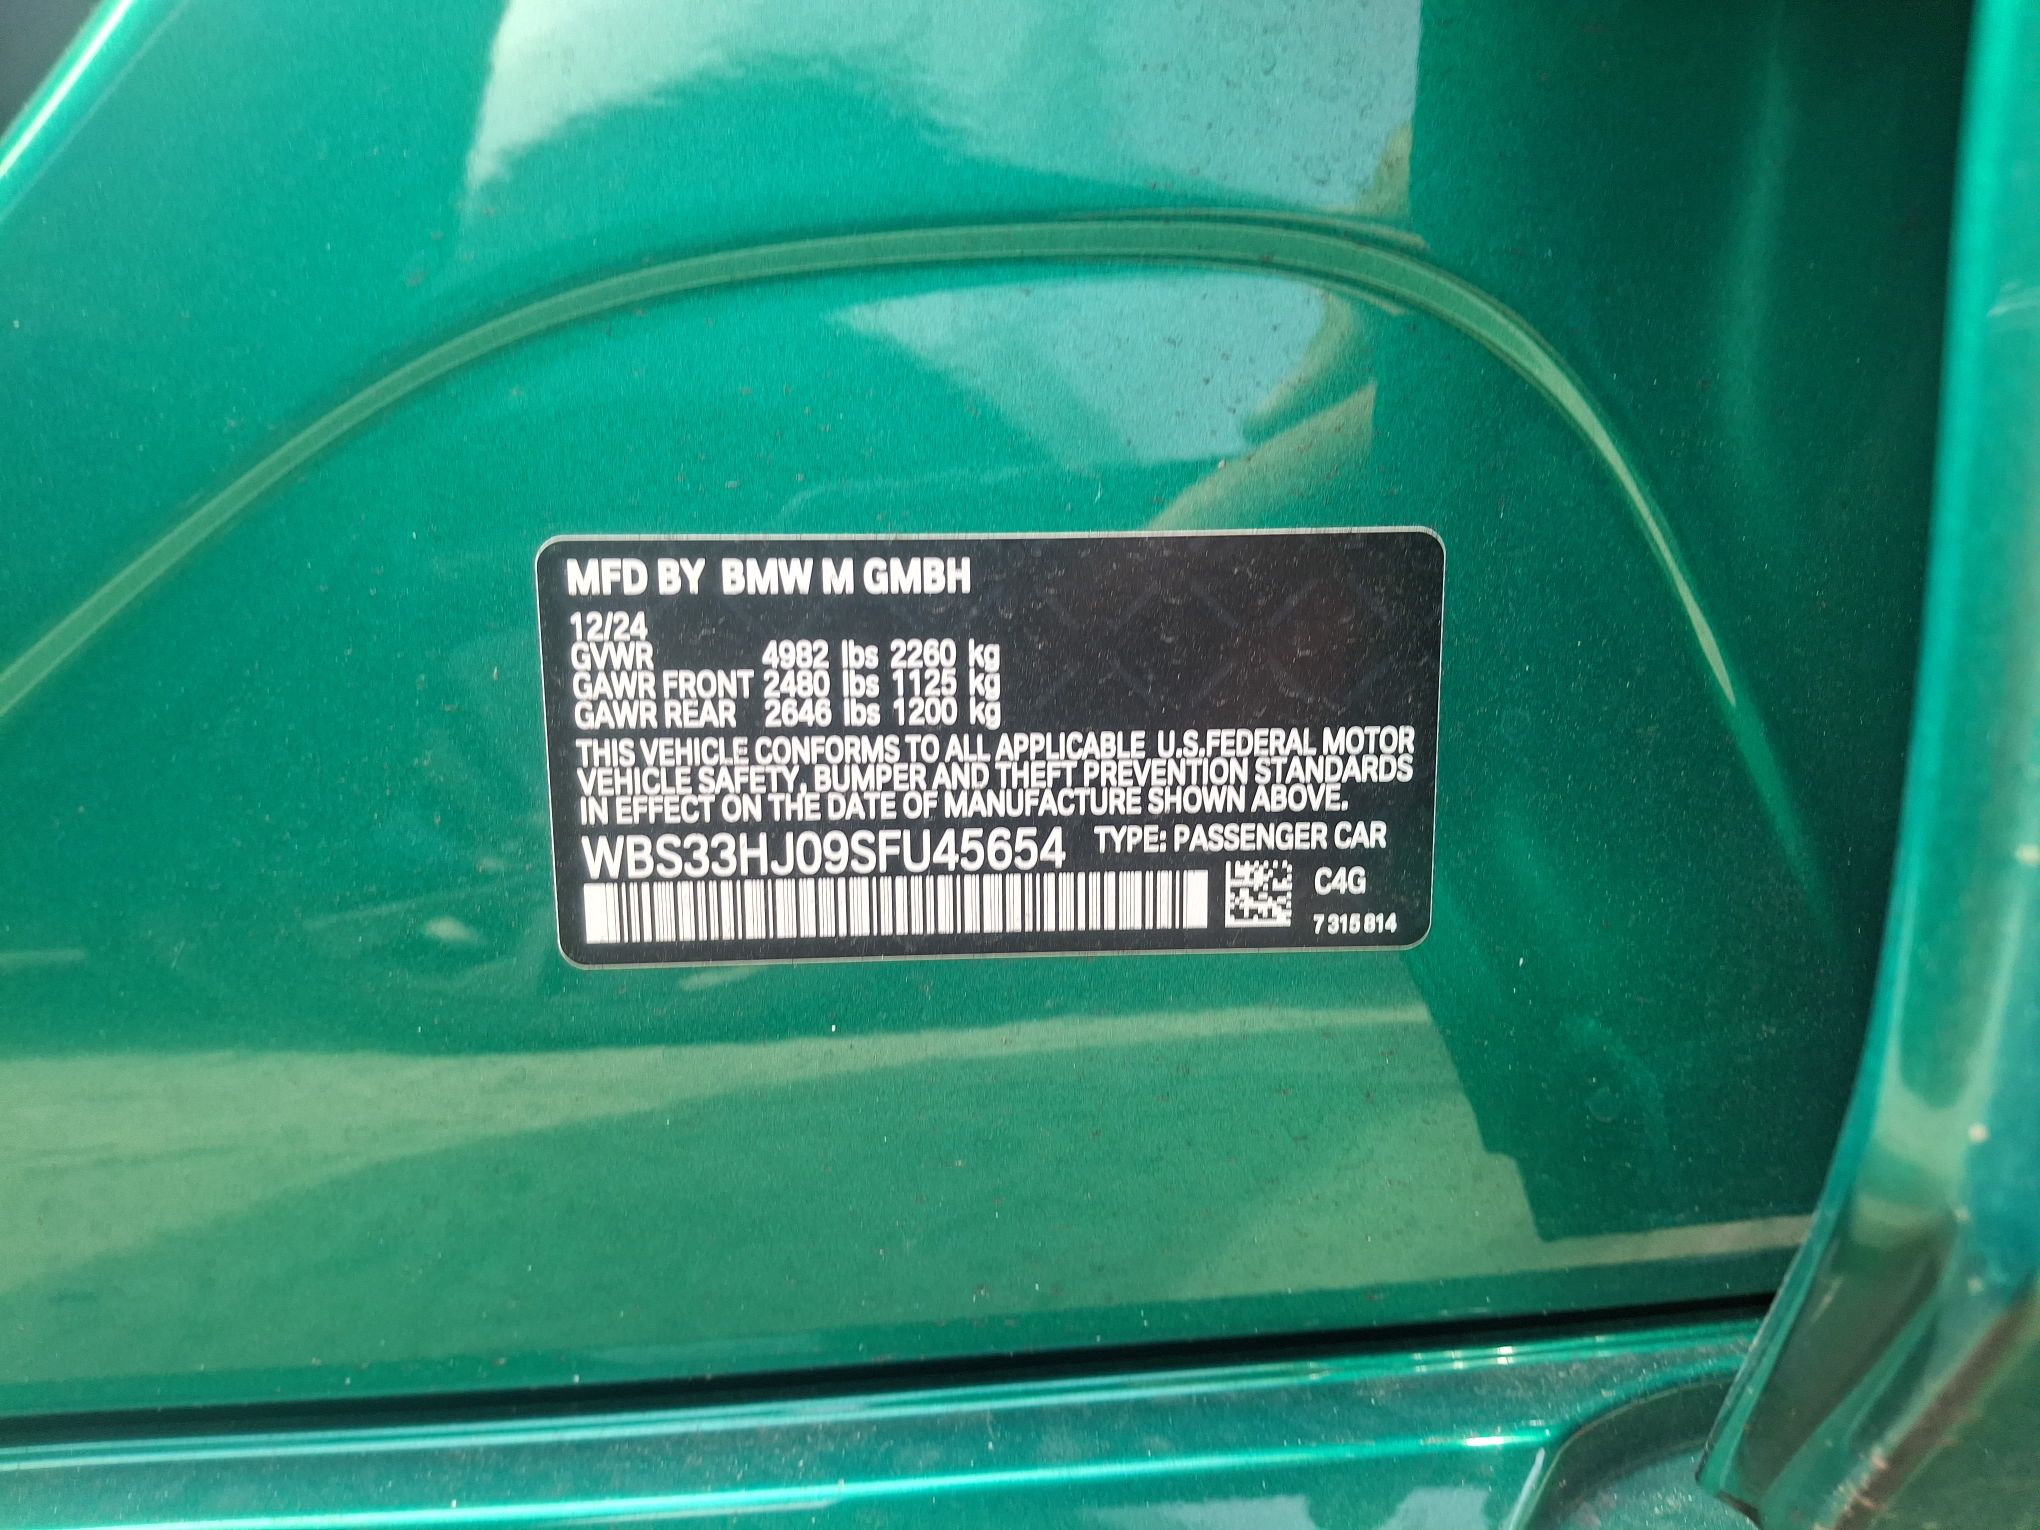 MFD BY BMW M GMBH
12/24
GVWR 4982 lbs 2260 kg
GAWR FRONT 2480 lbs 1125 kg
GAWR REAR 2646 lbs 1200 kg
THIS VEHICLE CONFORMS TO ALL APPLICABLE U.S.FEDERAL MOTOR
VEHICLE SAFETY, BUMPER AND THEFT PREVENTION STANDARDS
IN EFFECT ON THE DATE OF MANUFACTURE SHOWN ABOVE.
WBS33HJ09SFU45654 TYPE: PASSENGER CAR
C4G
7 315 814